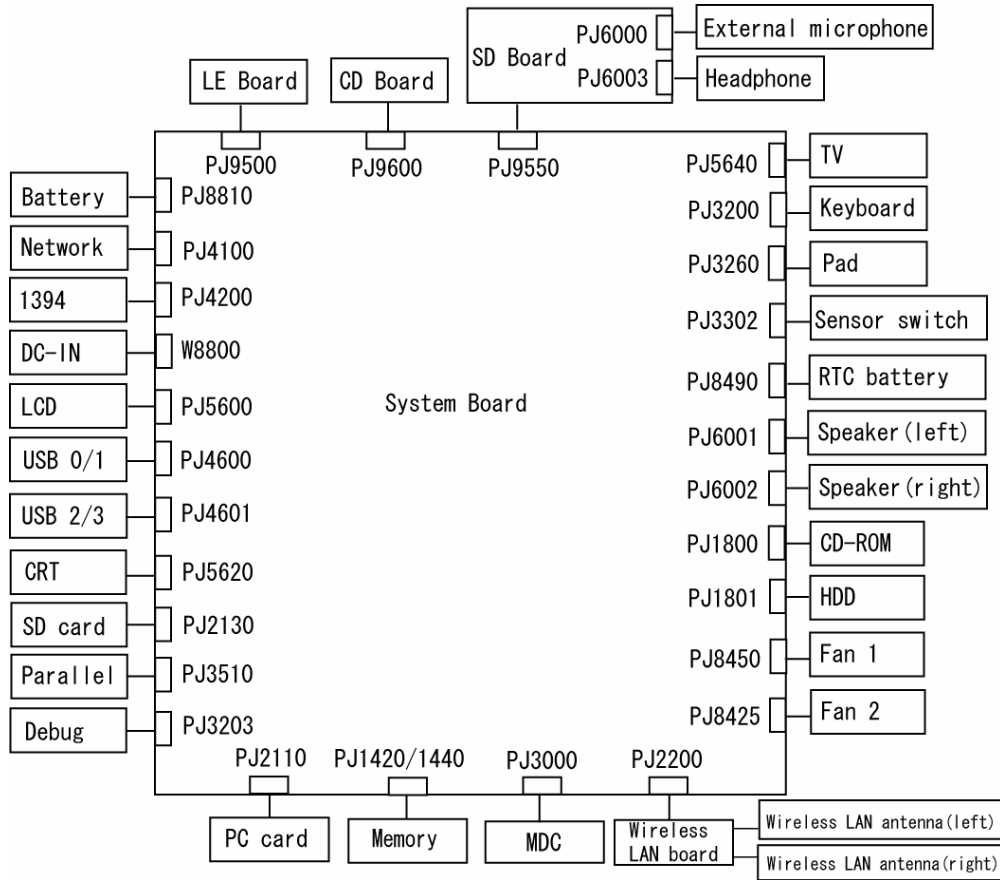 External microphone
PJ6000
SD Board
PJ6003
Headphone
LE Board
CD Board
PJ9500
PJ9600
PJ9550
Battery
PJ8810
Network
PJ4100
1394
PJ4200
DC-IN
W8800
LCD
PJ5600
USB 0/1
PJ4600
USB 2/3
PJ4601
CRT
PJ5620
SD card
PJ2130
Parallel
PJ3510
Debug
PJ3203
System Board
PJ5640
TV
PJ3200
Keyboard
PJ3260
Pad
PJ3302
Sensor switch
PJ8490
RTC battery
PJ6001
Speaker(left)
PJ6002
Speaker(right)
PJ1800
CD-ROM
PJ1801
HDD
PJ8450
Fan 1
PJ8425
Fan 2
PJ2110
PJ1420/1440
PJ3000
PJ2200
PC card
Memory
MDC
Wireless
LAN board
Wireless LAN antenna(left)
Wireless LAN antenna(right)